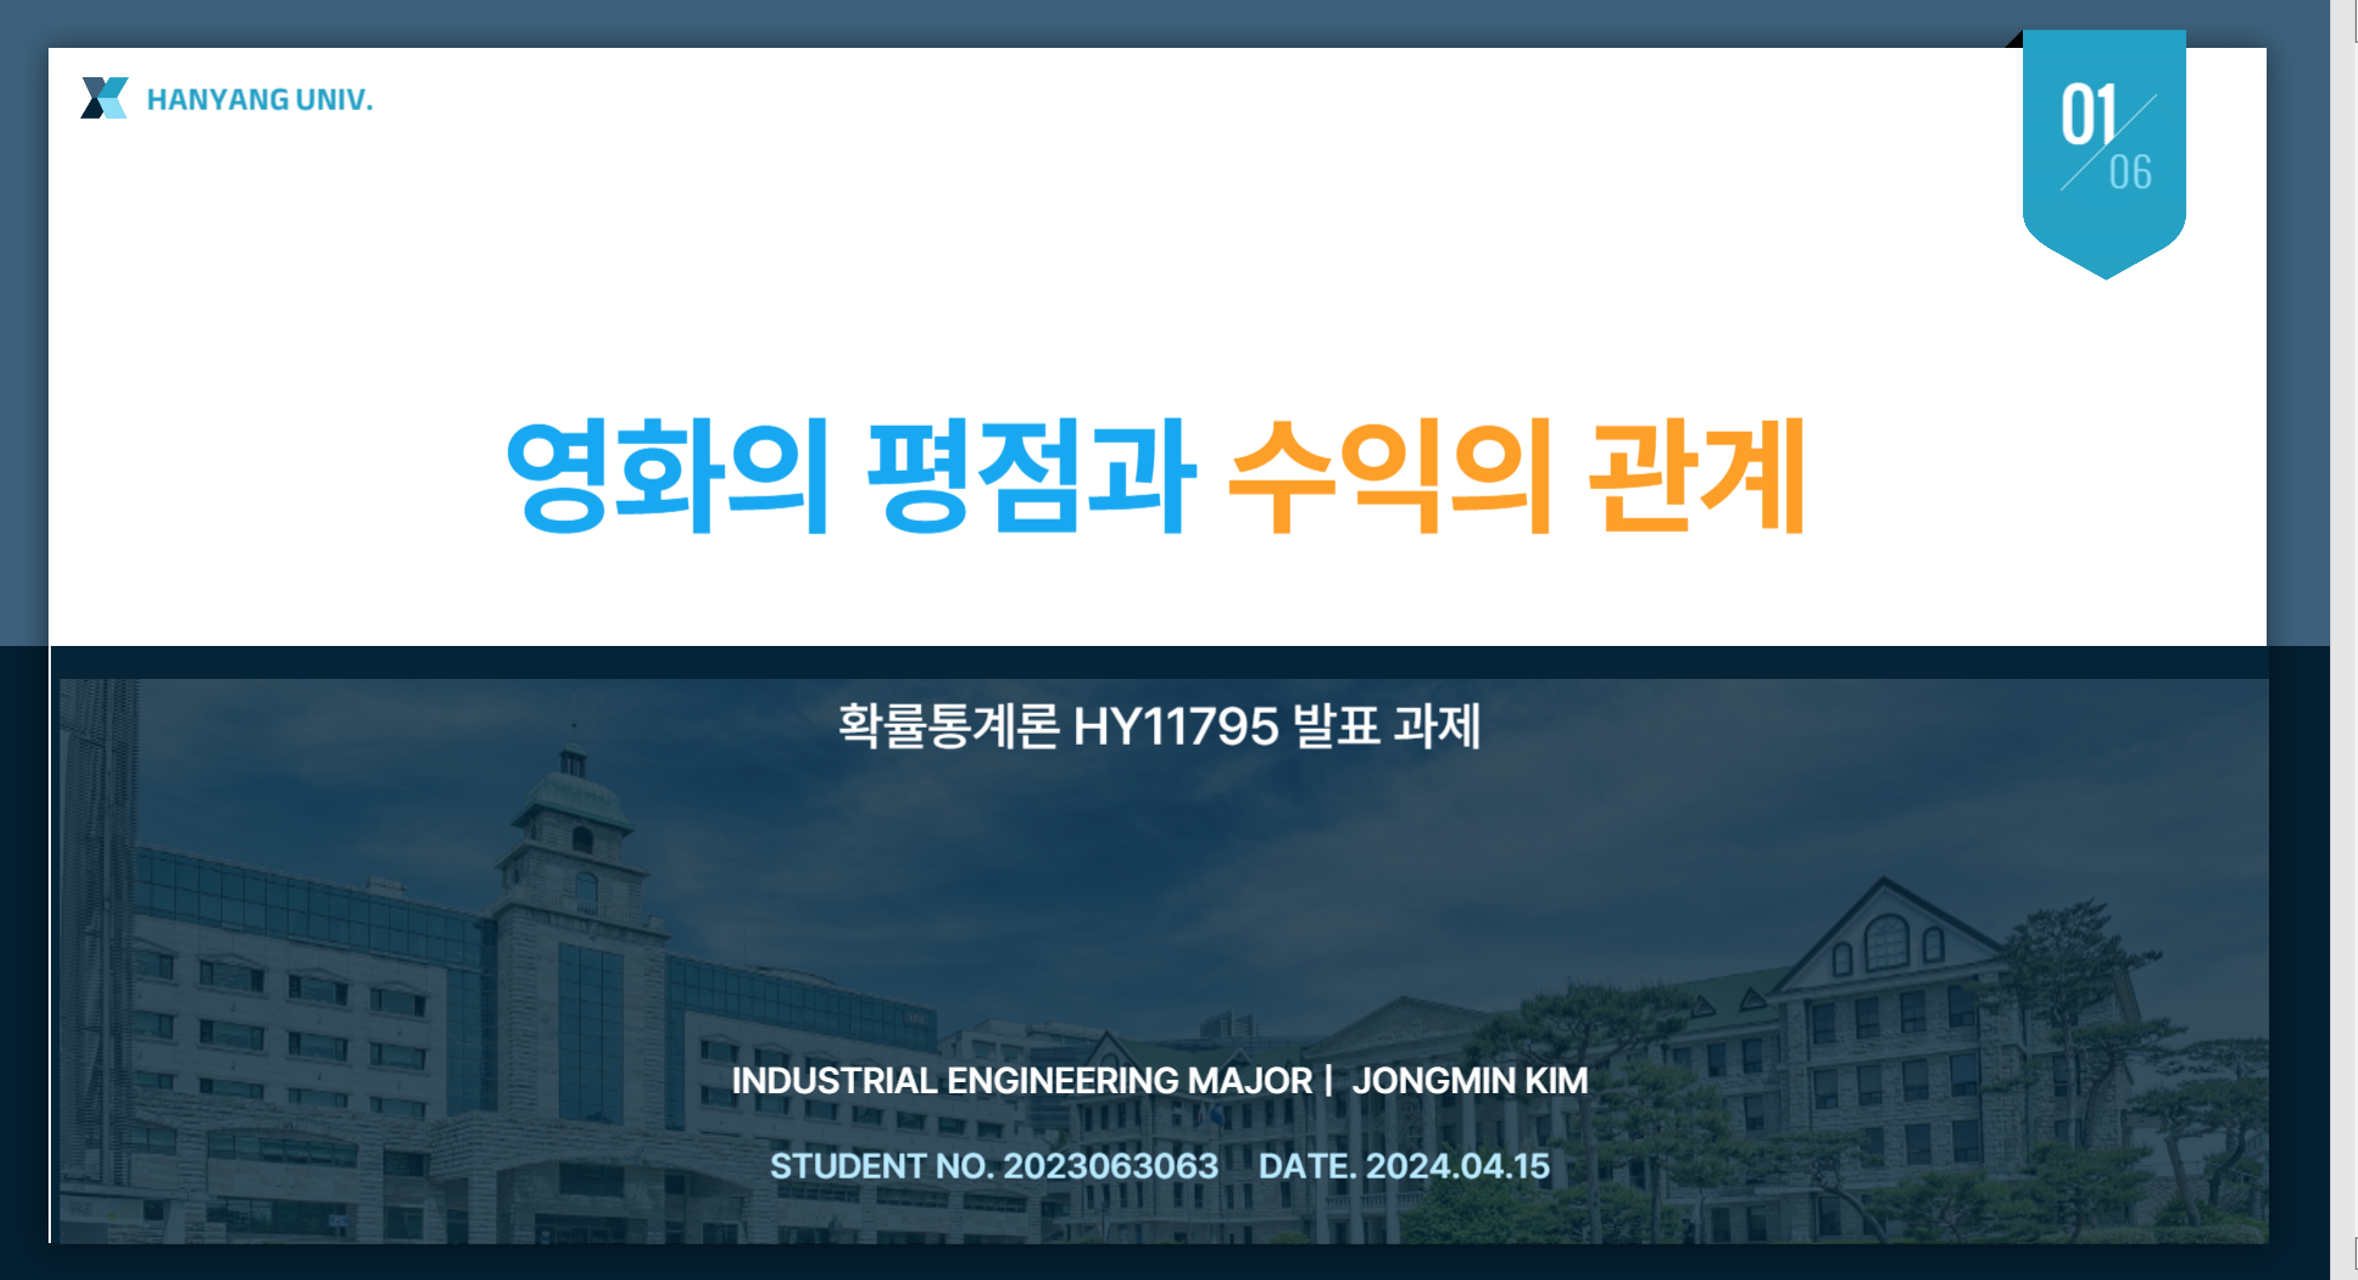 HANYANG UNIV.
01
06
영화의 평점과 수익의 관계
확률통계론 HY11795 발표 과제
INDUSTRIAL ENGINEERING MAJOR | JONGMIN KIM
STUDENT NO. 2023063063 DATE. 2024.04.15